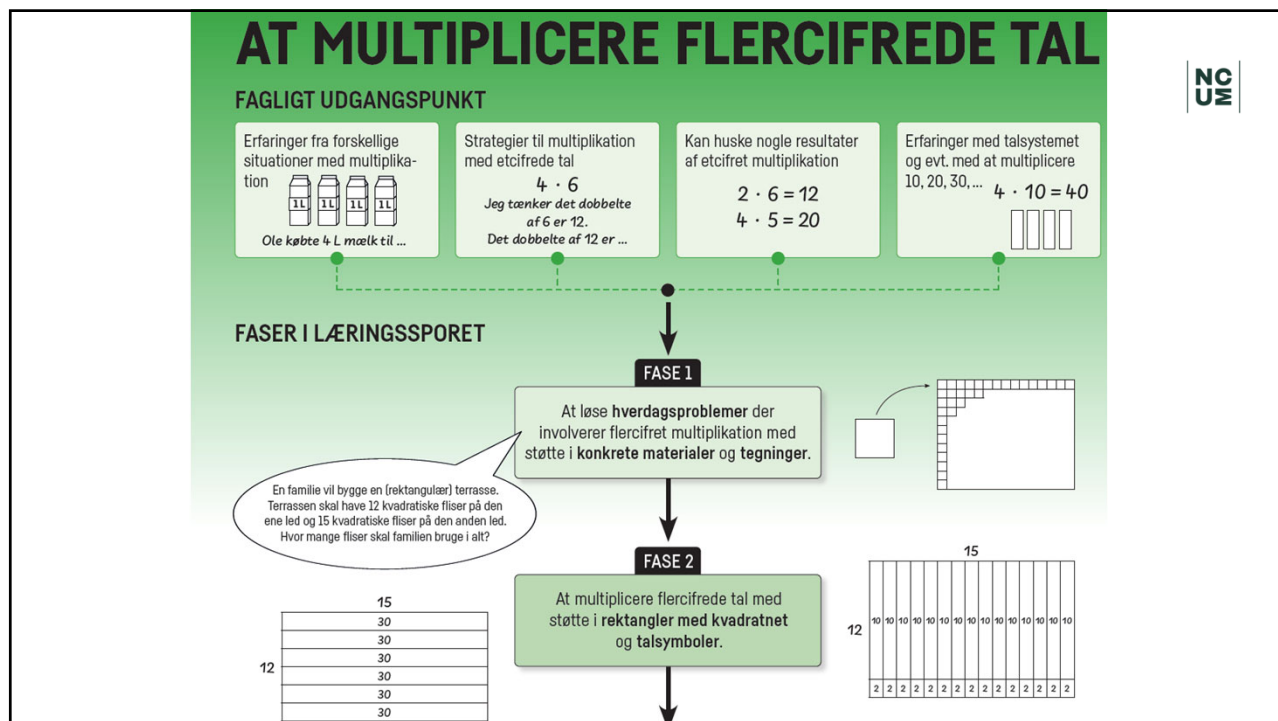 AT MULTIPLICERE FLERCIFREDE TAL
NC
UM
FAGLIGT UDGANGSPUNKT
Erfaringer fra forskellige
situationer med multiplika-
tion
1L 1L 1L 1L
Ole købte 4 L mælk til ...
Strategier til multiplikation
med etcifrede tal
4 · 6
Jeg tænker det dobbelte
af 6 er 12.
Det dobbelte af 12 er ...
Kan huske nogle resultater
af etcifret multiplikation
2 · 6 = 12
4 · 5 = 20
Erfaringer med talsystemet
og evt. med at multiplicere
10, 20, 30, ...
4 · 10 = 40
FASER I LÆRINGSSPORET
FASE 1
At løse hverdagsproblemer der
involverer flercifret multiplikation med
støtte i konkrete materialer og tegninger.
En familie vil bygge en (rektangulær) terrasse.
Terrassen skal have 12 kvadratiske fliser på den
ene led og 15 kvadratiske fliser på den anden led.
Hvor mange fliser skal familien bruge i alt?
FASE 2
At multiplicere flercifrede tal med
støtte i rektangler med kvadratnet
og talsymboler.
15
30
30
30
12
30
30
30
30
15
12
10 10 10 10 10 10 10 10 10 10 10 10 10 10 10
2 2 2 2 2 2 2 2 2 2 2 2 2 2 2